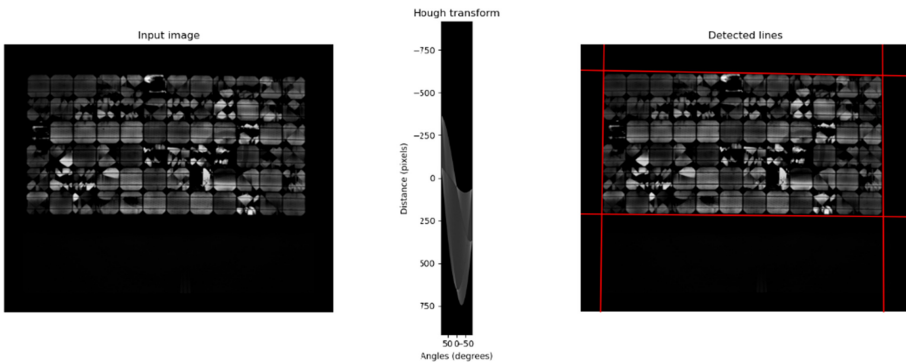 Input image
Hough transform
Detected lines
Distance (pixels)
−750
−500
−250
0
250
500
750
50 0−50
Angles (degrees)